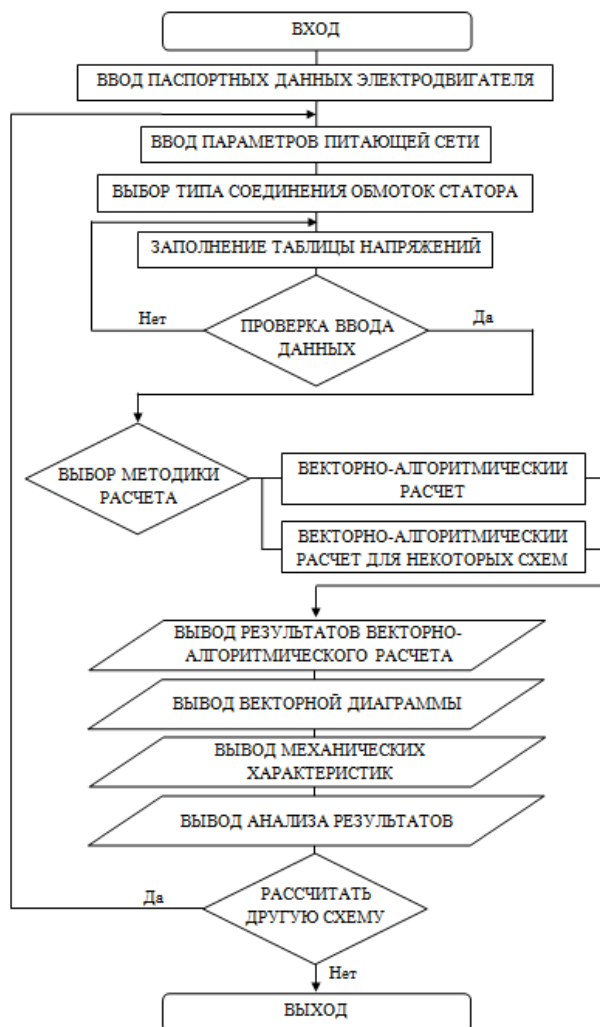 ВХОД
ВВОД ПАСПОРТНЫХ ДАННЫХ ЭЛЕКТРОДВИГАТЕЛЯ
ВВОД ПАРАМЕТРОВ ПИТАЮЩЕЙ СЕТИ
ВЫБОР ТИПА СОЕДИНЕНИЯ ОБМОТОК СТАТОРА
ЗАПОЛНЕНИЕ ТАБЛИЦЫ НАПРЯЖЕНИЙ
Нет
ПРОВЕРКА ВВОДА
ДАННЫХ
Да
ВЫБОР МЕТОДИКИ
РАСЧЕТА
ВЕКТОРНО-АЛГОРИТМИЧЕСКИИ
РАСЧЕТ
ВЕКТОРНО-АЛГОРИТМИЧЕСКИИ
РАСЧЕТ ДЛЯ НЕКОТОРЫХ СХЕМ
ВЫВОД РЕЗУЛЬТАТОВ ВЕКТОРНО-
АЛГОРИТМИЧЕСКОГО РАСЧЕТА
ВЫВОД ВЕКТОРНОЙ ДИАГРАММЫ
ВЫВОД МЕХАНИЧЕСКИХ
ХАРАКТЕРИСТИК
ВЫВОД АНАЛИЗА РЕЗУЛЬТАТОВ
Да
РАССЧИТАТЬ
ДРУГУЮ СХЕМУ
Нет
ВЫХОД